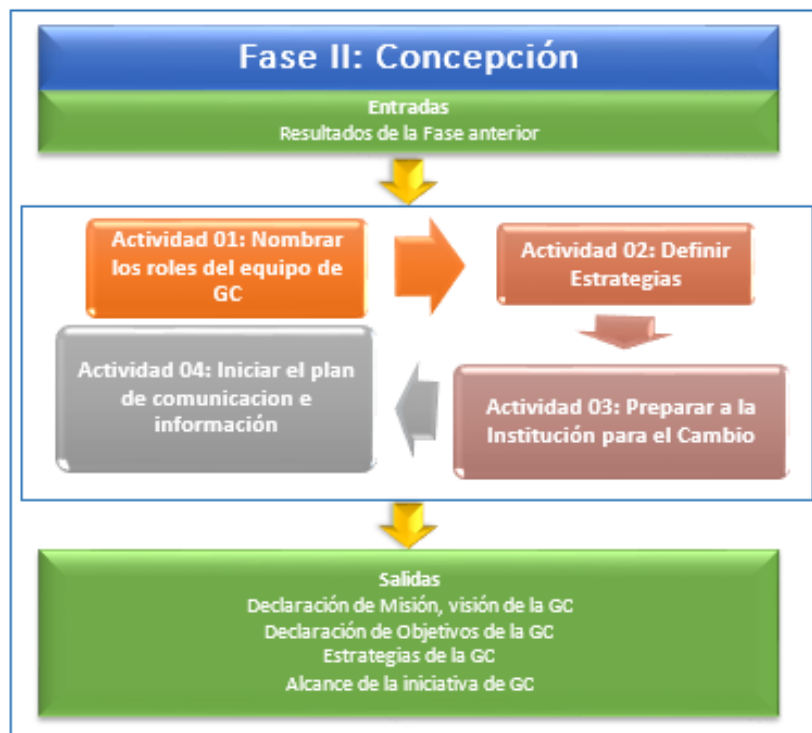 Fase II: Concepción
Entradas
Resultados de la Fase anterior
Actividad 01: Nombrar
los roles del equipo de
GC
Actividad 02: Definir
Estrategias
Actividad 03: Preparar a la
Institución para el Cambio
Actividad 04: Iniciar el plan
de comunicacion e
información
Salidas
Declaración de Misión, visión de la GC
Declaración de Objetivos de la GC
Estrategias de la GC
Alcance de la iniciativa de GC